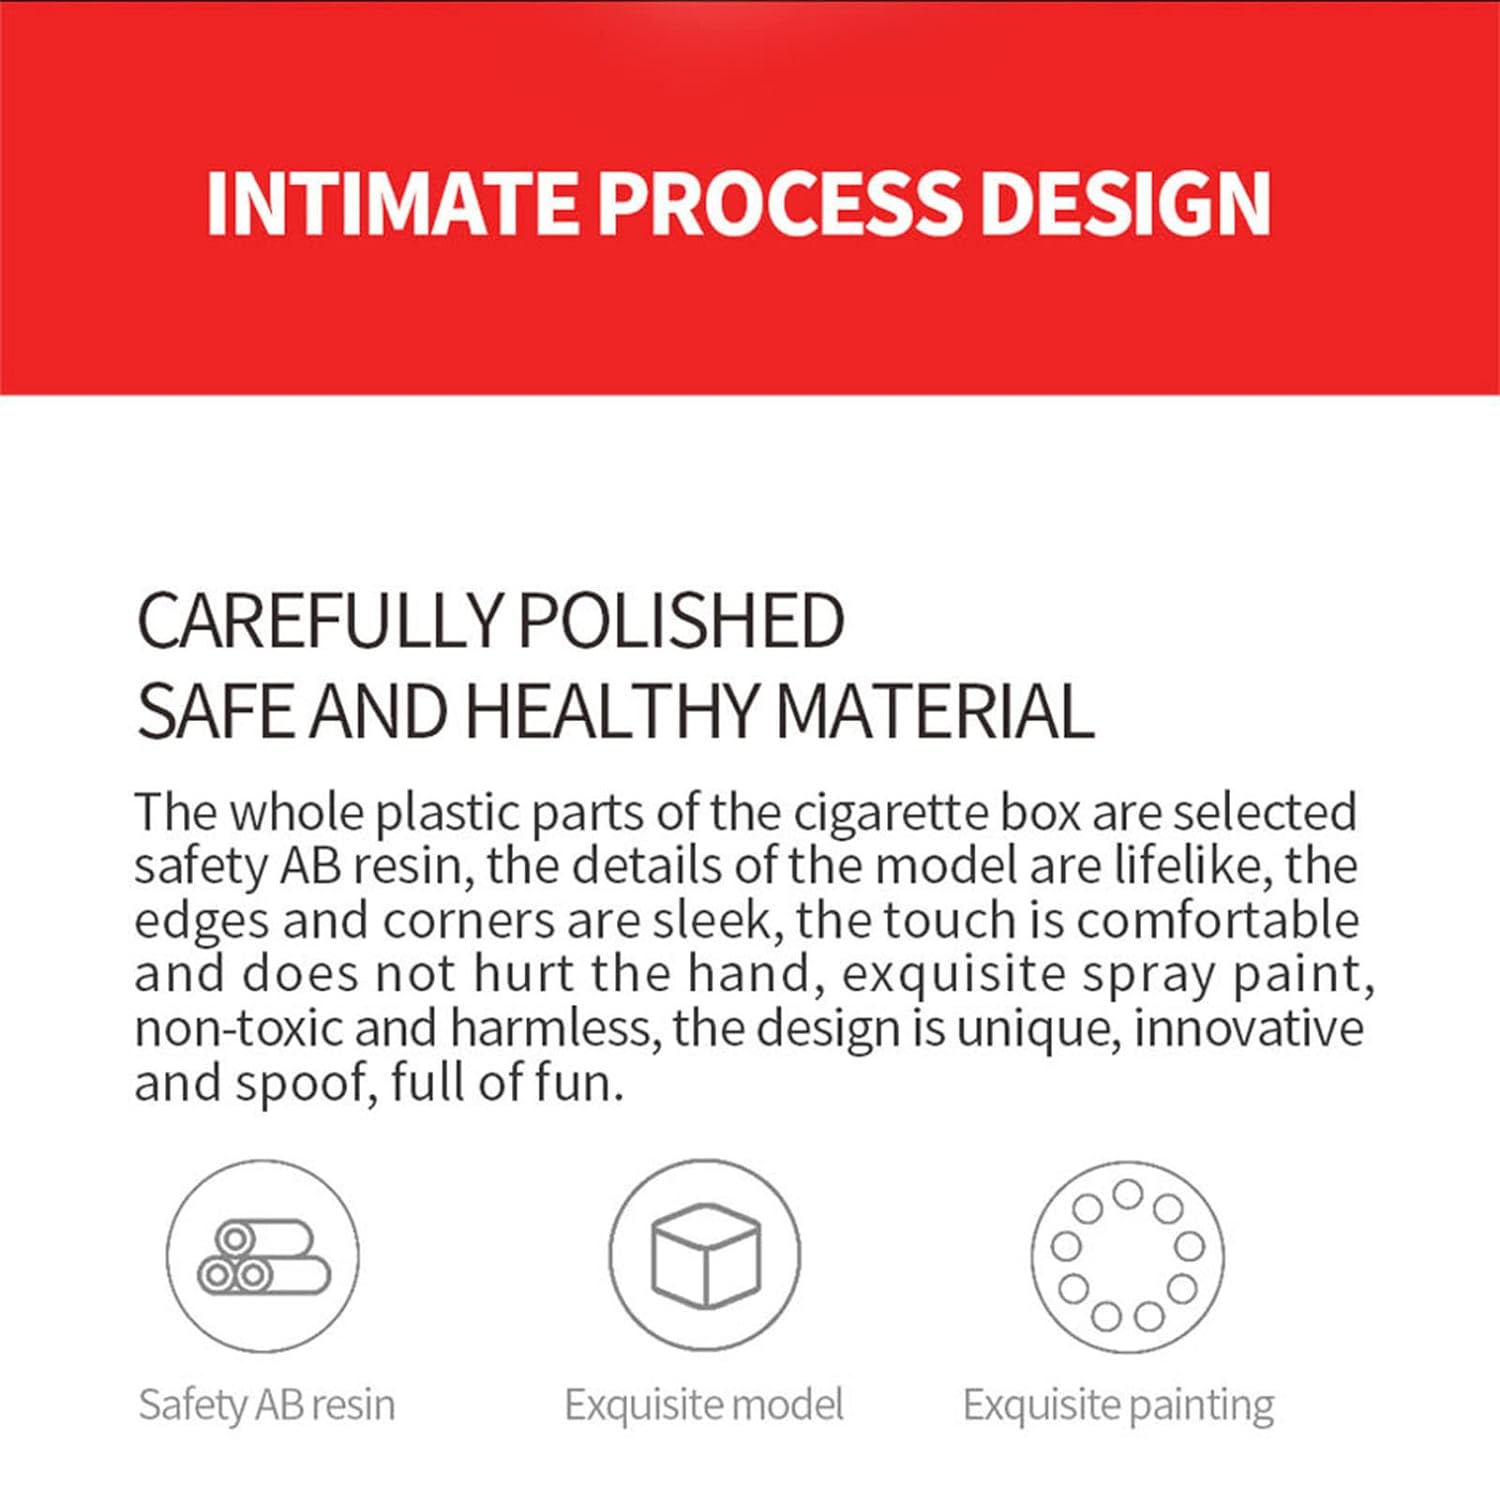 INTIMATE PROCESS DESIGN
CAREFULLY POLISHED
SAFE AND HEALTHY MATERIAL
The whole plastic parts of the cigarette box are selected
safety AB resin, the details of the model are lifelike, the
edges and corners are sleek, the touch is comfortable
and does not hurt the hand, exquisite spray paint,
non-toxic and harmless, the design is unique, innovative
and spoof, full of fun.
Safety AB resin
Exquisite model
Exquisite painting